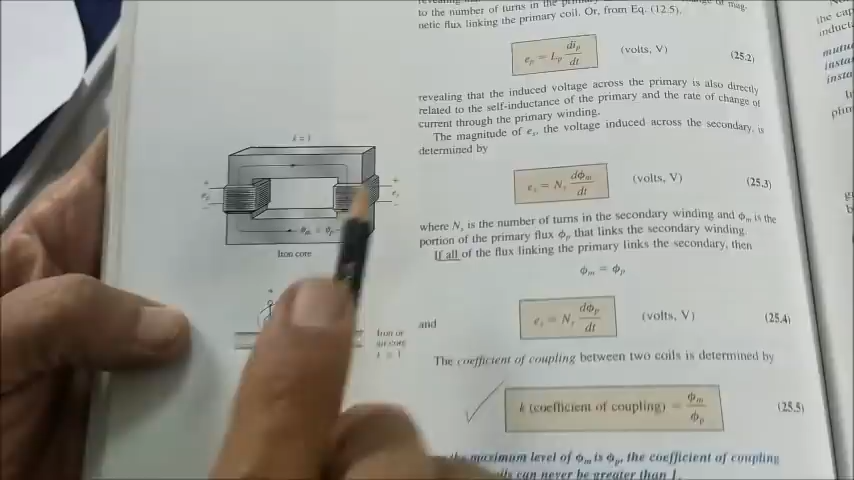 to the number of turns in the primary
netic flux linking the primary coil. Or, from Eq. (12.5),
e_p = L_p di_p/dt (volts, V) (25.2)
revealing that the induced voltage across the primary is also directly
related to the self-inductance of the primary and the rate of change of
current through the primary winding.
The magnitude of e_s, the voltage induced across the secondary, is
determined by
e_s = N_s dϕ_m/dt (volts, V) (25.3)
where N_s is the number of turns in the secondary winding and ϕ_m is the
portion of the primary flux ϕ_p that links the secondary winding.
If all of the flux linking the primary links the secondary, then
ϕ_m = ϕ_p
and e_s = N_s dϕ_p/dt (volts, V) (25.4)
The coefficient of coupling between two coils is determined by
k (coefficient of coupling) = ϕ_m/ϕ_p (25.5)
the maximum level of ϕ_m is ϕ_p, the coefficient of coupling
can never be greater than 1.
k ≈ 1
+ +
e_p e_s
– –
Iron core
+
Iron or
air core
mutu
insta
insta